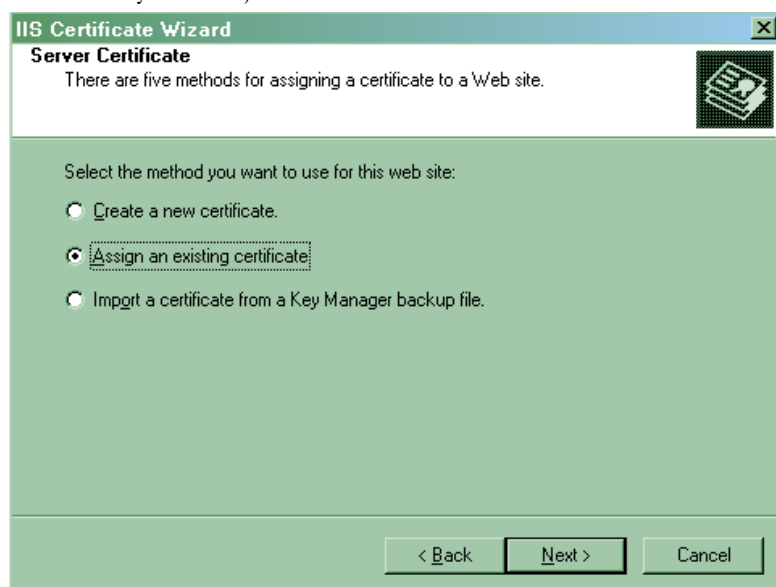 IIS Certificate Wizard
Server Certificate
There are five methods for assigning a certificate to a Web site.
Select the method you want to use for this web site:
Create a new certificate.
Assign an existing certificate
Import a certificate from a Key Manager backup file.
< Back Next > Cancel